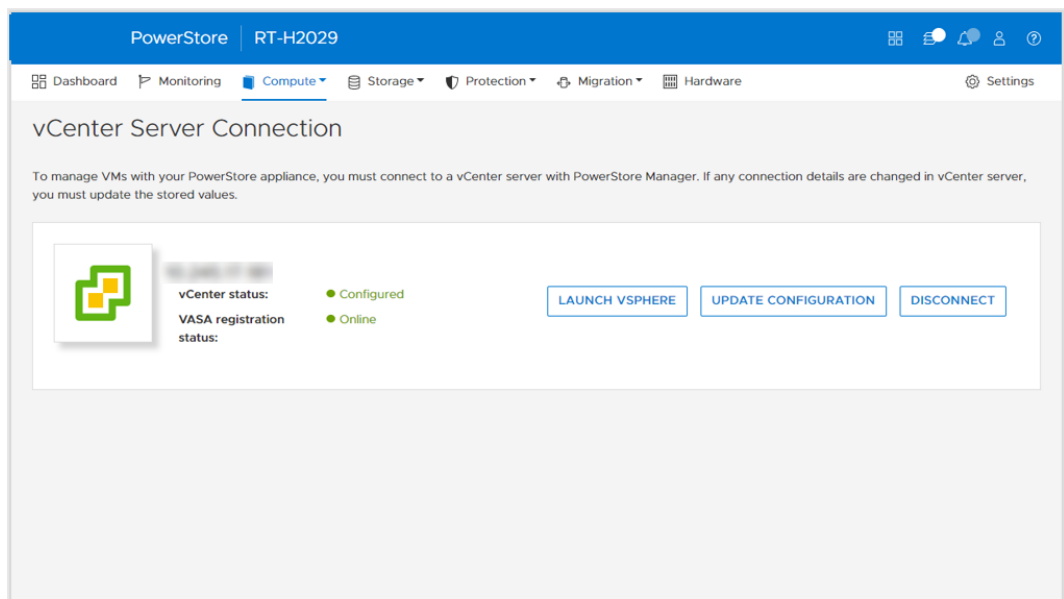 PowerStore RT-H2029
Dashboard Monitoring Compute Storage Protection Migration Hardware Settings
vCenter Server Connection
To manage VMs with your PowerStore appliance, you must connect to a vCenter server with PowerStore Manager. If any connection details are changed in vCenter server,
you must update the stored values.
vCenter status: Configured
LAUNCH VSPHERE UPDATE CONFIGURATION DISCONNECT
VASA registration Online
status: